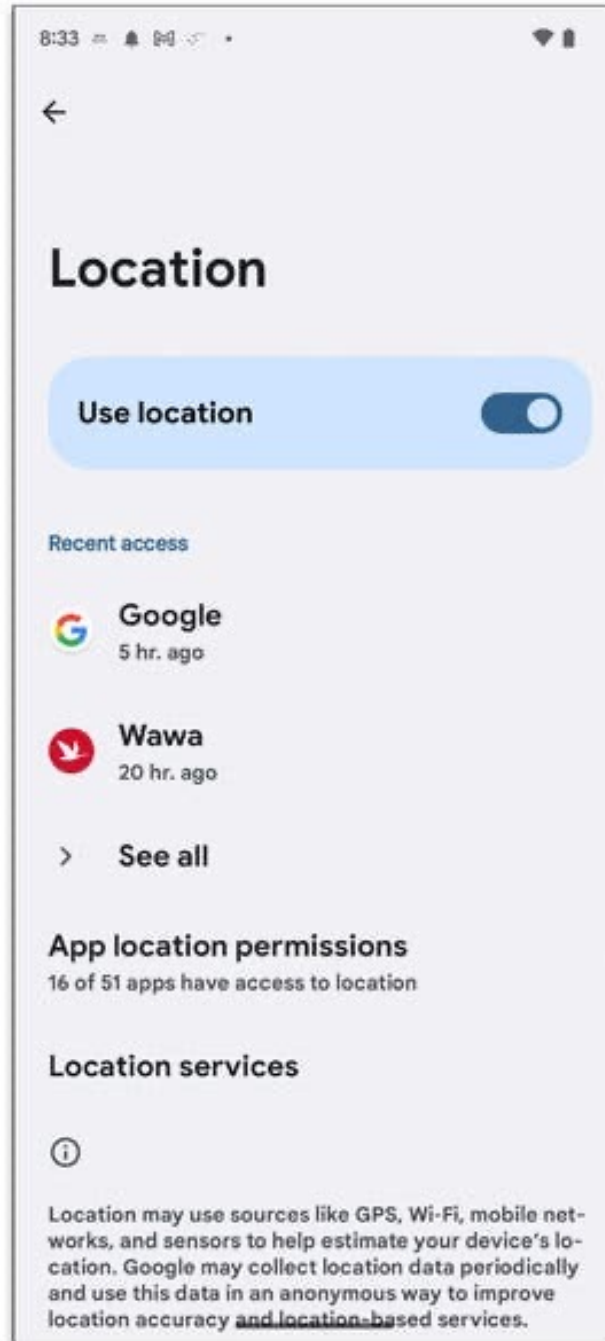 8:33
Location
Use location
Recent access
Google
5 hr. ago
Wawa
20 hr. ago
See all
App location permissions
16 of 51 apps have access to location
Location services
Location may use sources like GPS, Wi-Fi, mobile net-
works, and sensors to help estimate your device's lo-
cation. Google may collect location data periodically
and use this data in an anonymous way to improve
location accuracy and location-based services.